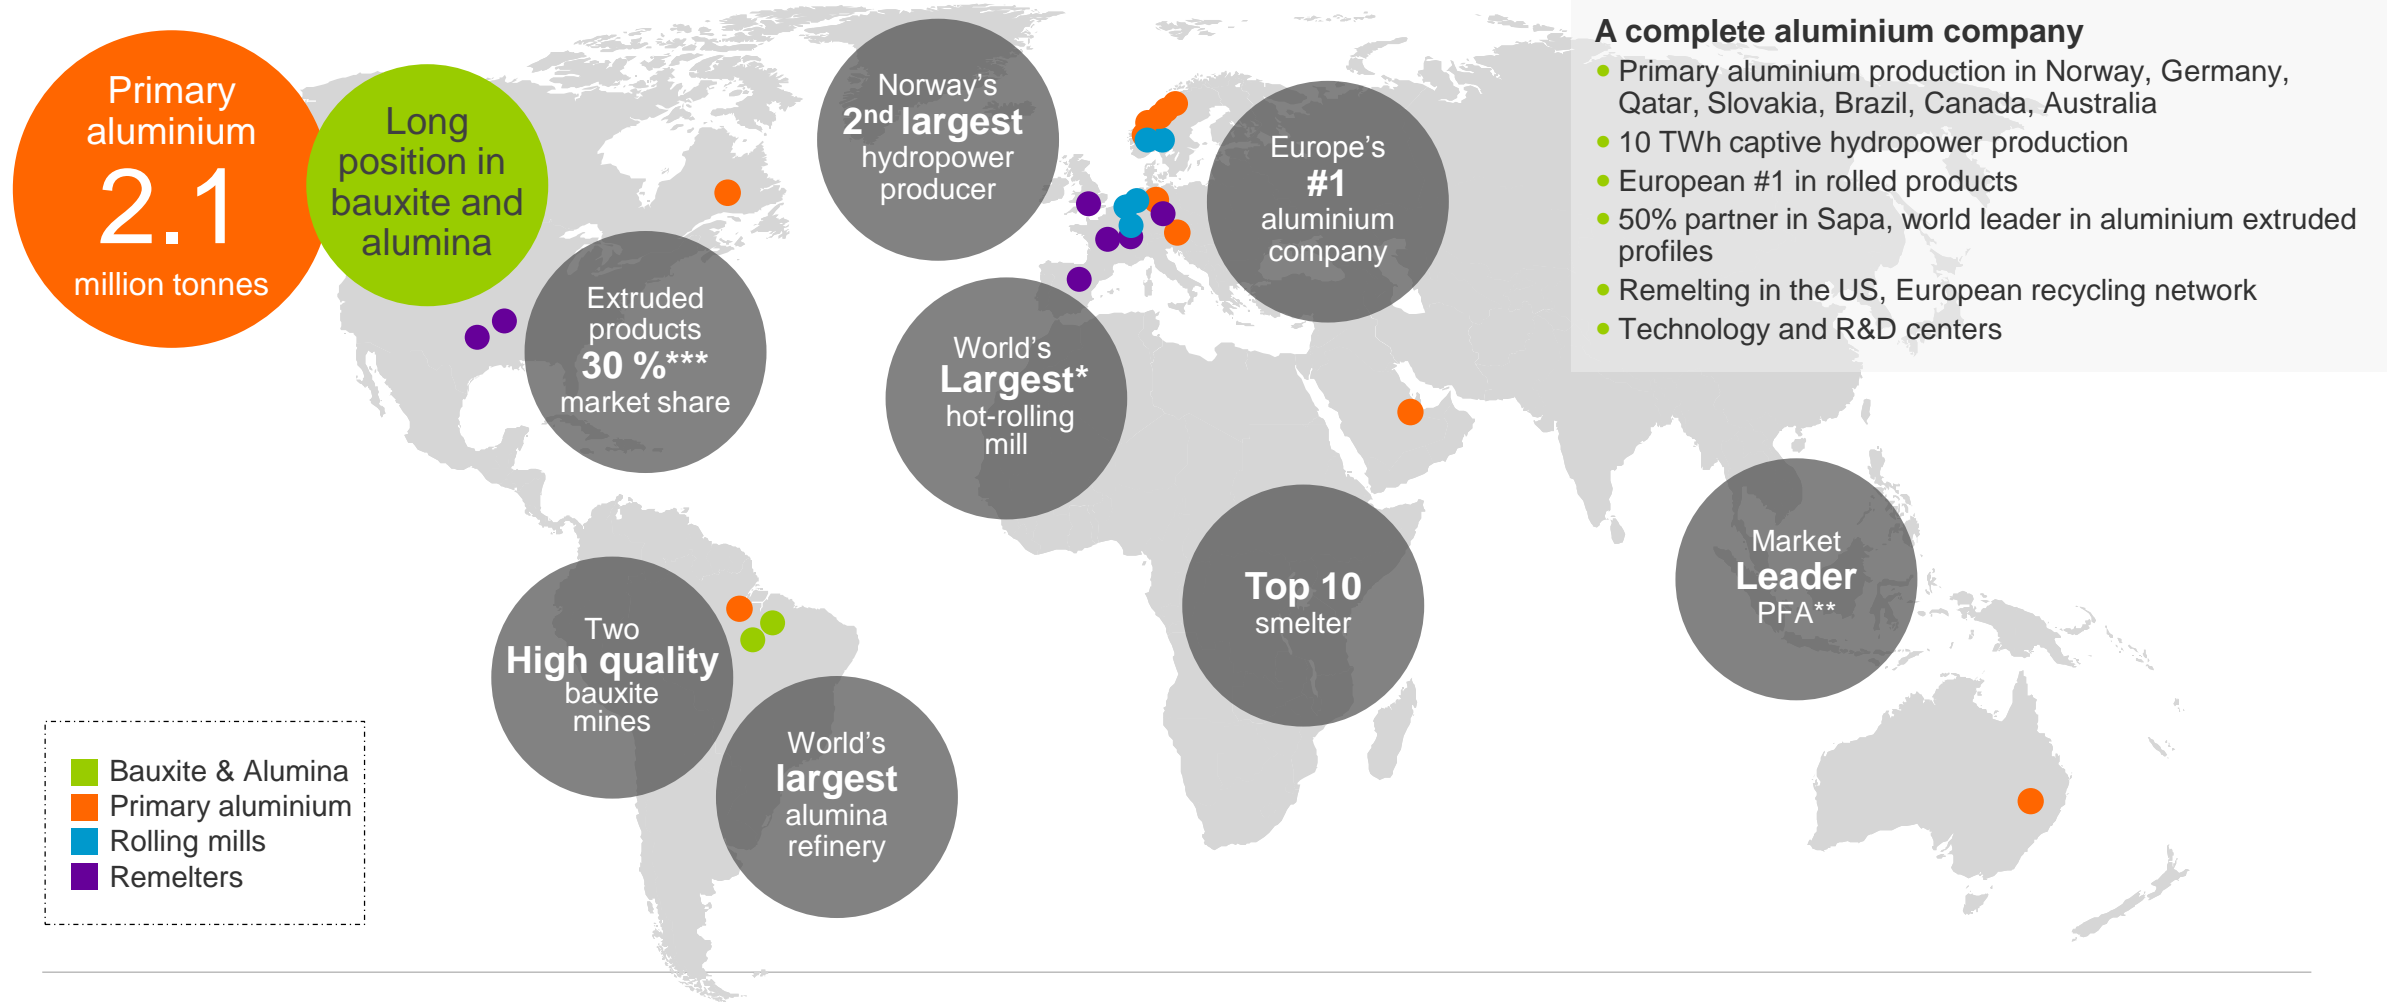 Primary
aluminium
2.1
million tonnes
Long
position in
bauxite and
alumina
Norway’s
2nd largest
hydropower
producer
Europe’s
#1
aluminium
company
A complete aluminium company
• Primary aluminium production in Norway, Germany,
Qatar, Slovakia, Brazil, Canada, Australia
• 10 TWh captive hydropower production
• European #1 in rolled products
• 50% partner in Sapa, world leader in aluminium extruded
profiles
• Remelting in the US, European recycling network
• Technology and R&D centers
Extruded
products
30 %***
market share
World’s
Largest*
hot-rolling
mill
Top 10
smelter
Market
Leader
PFA**
Two
High quality
bauxite
mines
World’s
largest
alumina
refinery
Bauxite & Alumina
Primary aluminium
Rolling mills
Remelters